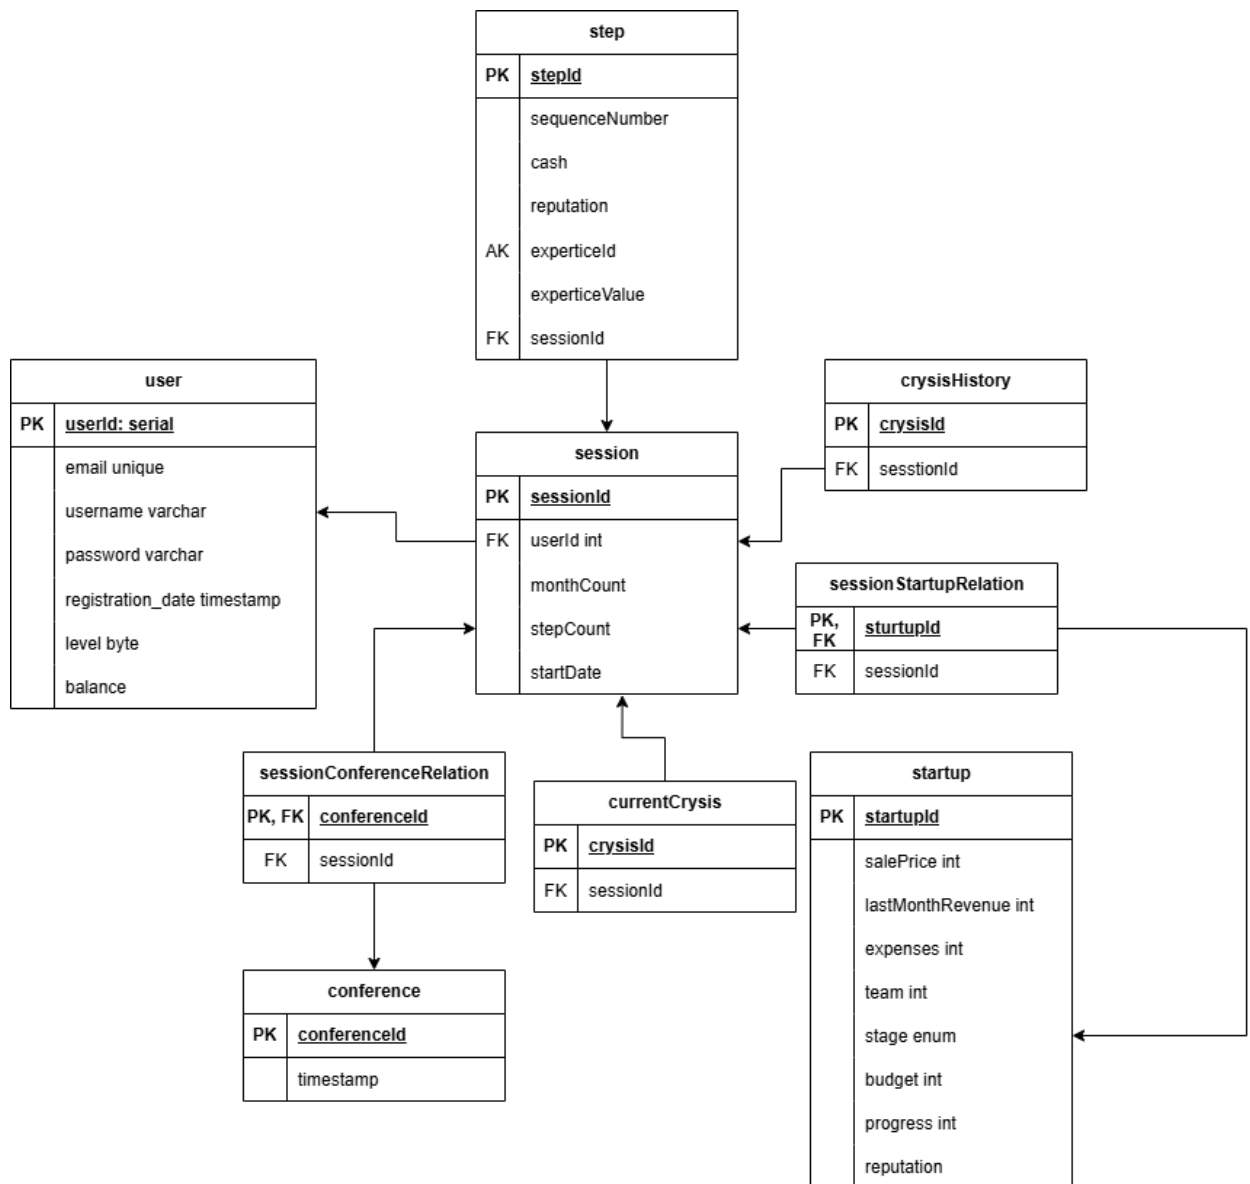 step
PK stepId
sequenceNumber
cash
reputation
AK experticeId
experticeValue
FK sessionId
user
PK userId: serial
email unique
username varchar
password varchar
registration_date timestamp
level byte
balance
session
PK sessionId
FK userId int
monthCount
stepCount
startDate
crysisHistory
PK crysisId
FK sesstionId
sessionStartupRelation
PK,
FK sturtupId
FK sessionId
sessionConferenceRelation
PK, FK conferenceId
FK sessionId
currentCrysis
PK crysisId
FK sessionId
startup
PK startupId
salePrice int
lastMonthRevenue int
expenses int
team int
stage enum
budget int
progress int
reputation
conference
PK conferenceId
timestamp